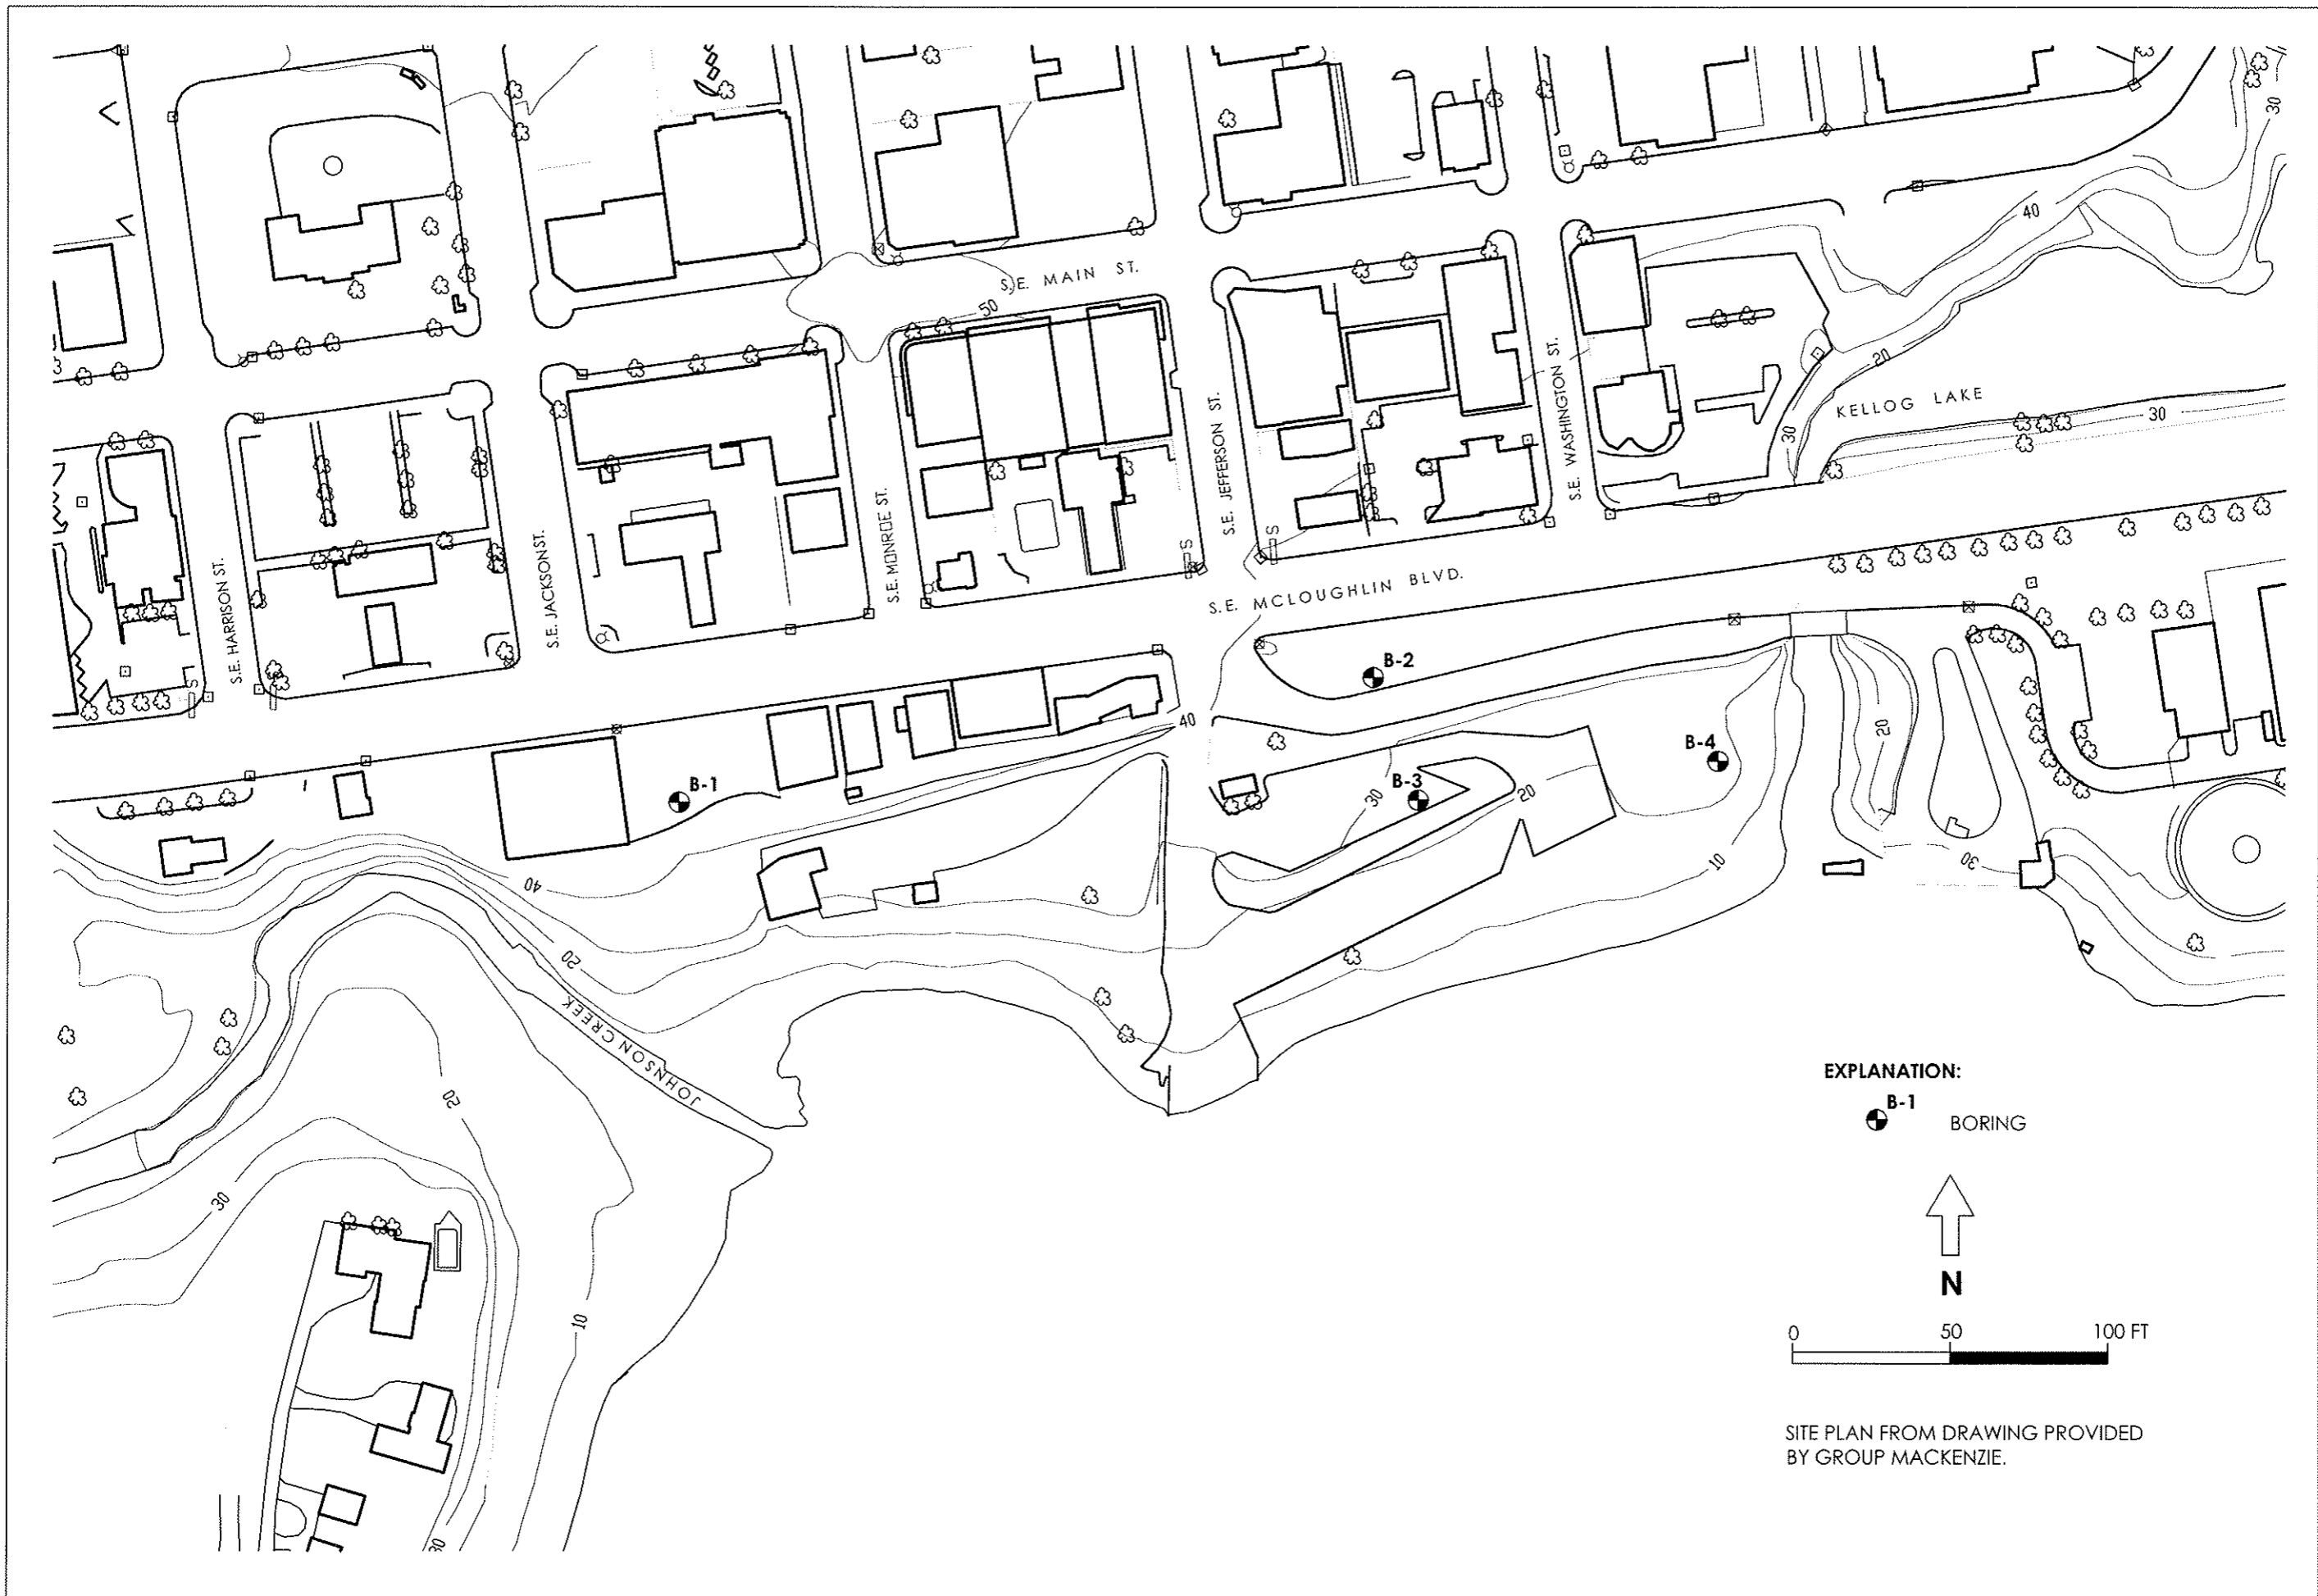 30
40
S.E. MAIN ST.
50
20
KELLOG LAKE
30
30
S.E. WASHINGTON ST.
S.E. JEFFERSON ST.
S
S
S.E. MONROE ST.
S.E. JACKSON ST.
S.E. HARRISON ST.
S
S
S.E. MCLOUGHLIN BLVD.
B-2
40
B-4
20
B-1
B-3
30
20
10
30
40
20
JOHNSON CREEK
20
30
10
30
EXPLANATION:
B-1
BORING
N
0 50 100 FT
SITE PLAN FROM DRAWING PROVIDED
BY GROUP MACKENZIE.